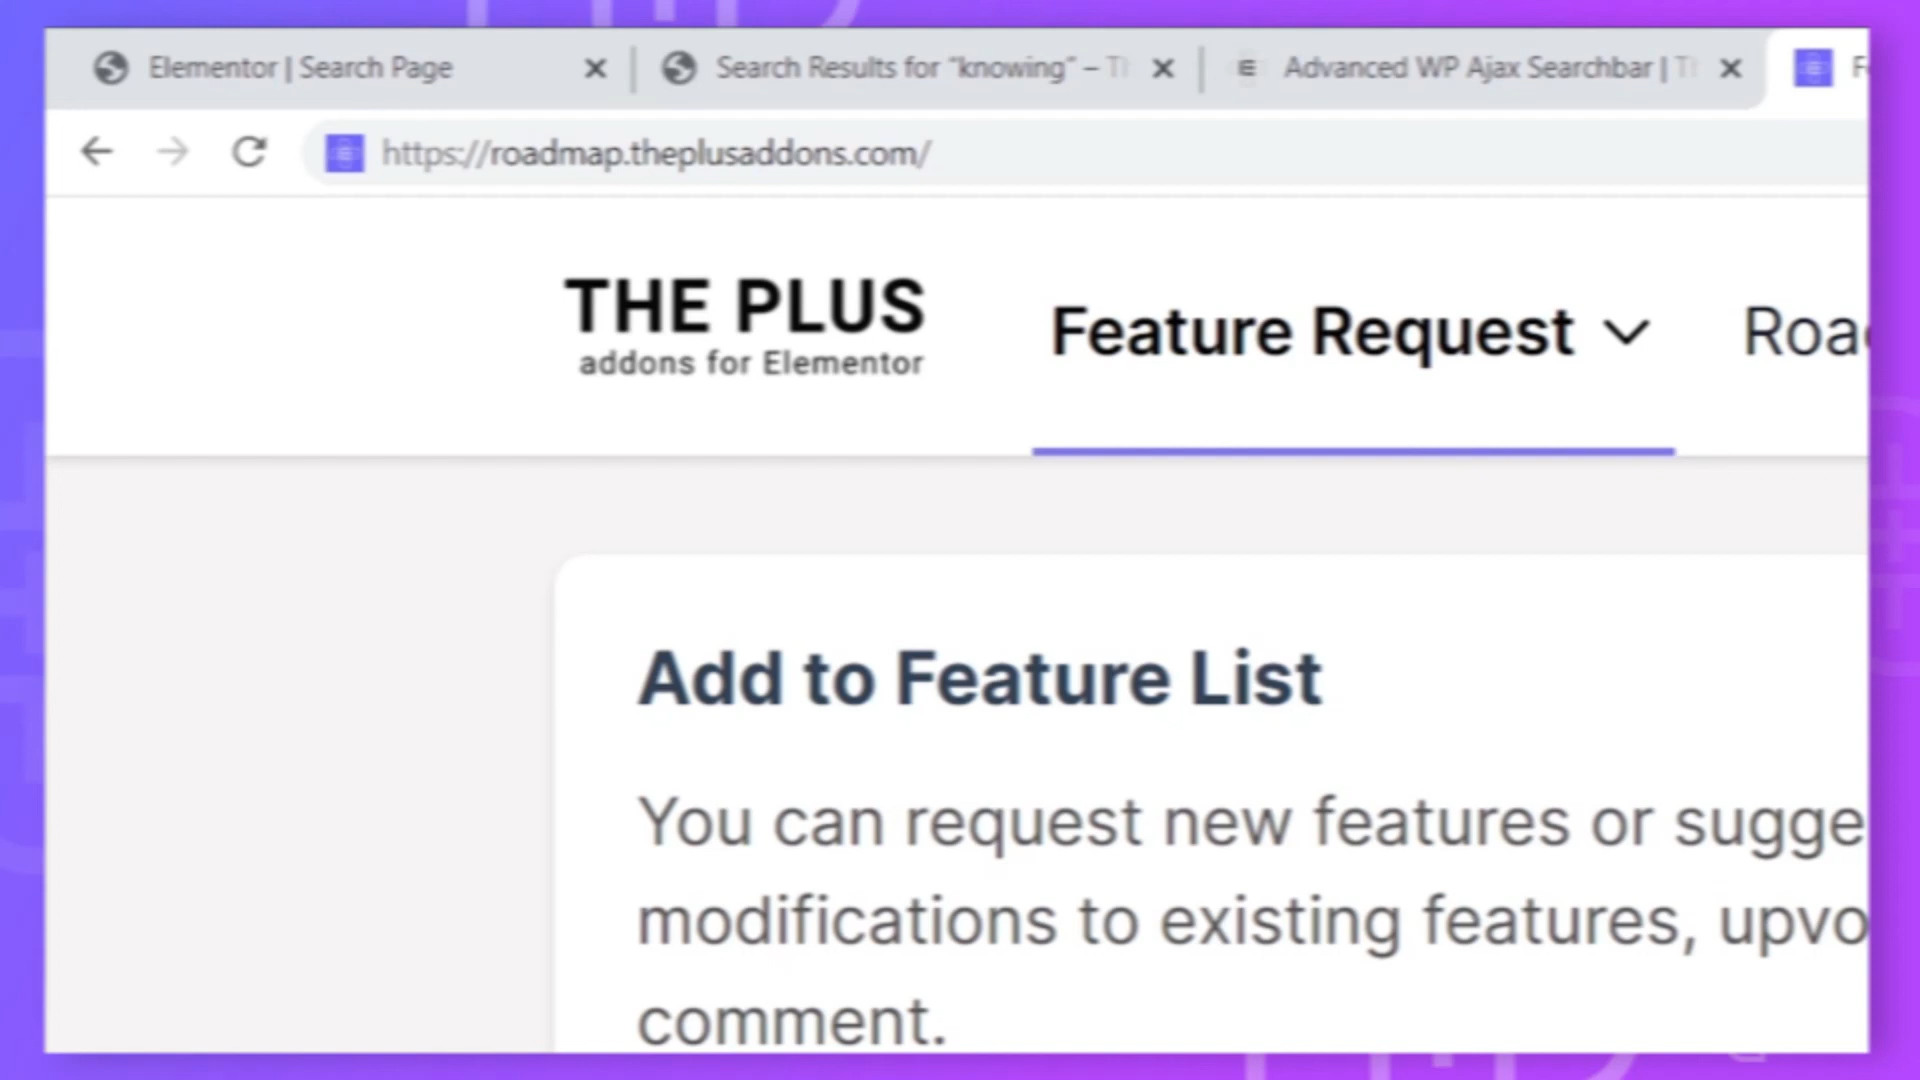 Elementor | Search Page
Search Results for "knowing" – Th
Advanced WP Ajax Searchbar | Th
https://roadmap.theplusaddons.com/
THE PLUS
addons for Elementor
Feature Request
Road
Add to Feature List
You can request new features or sugge
modifications to existing features, upvo
comment.